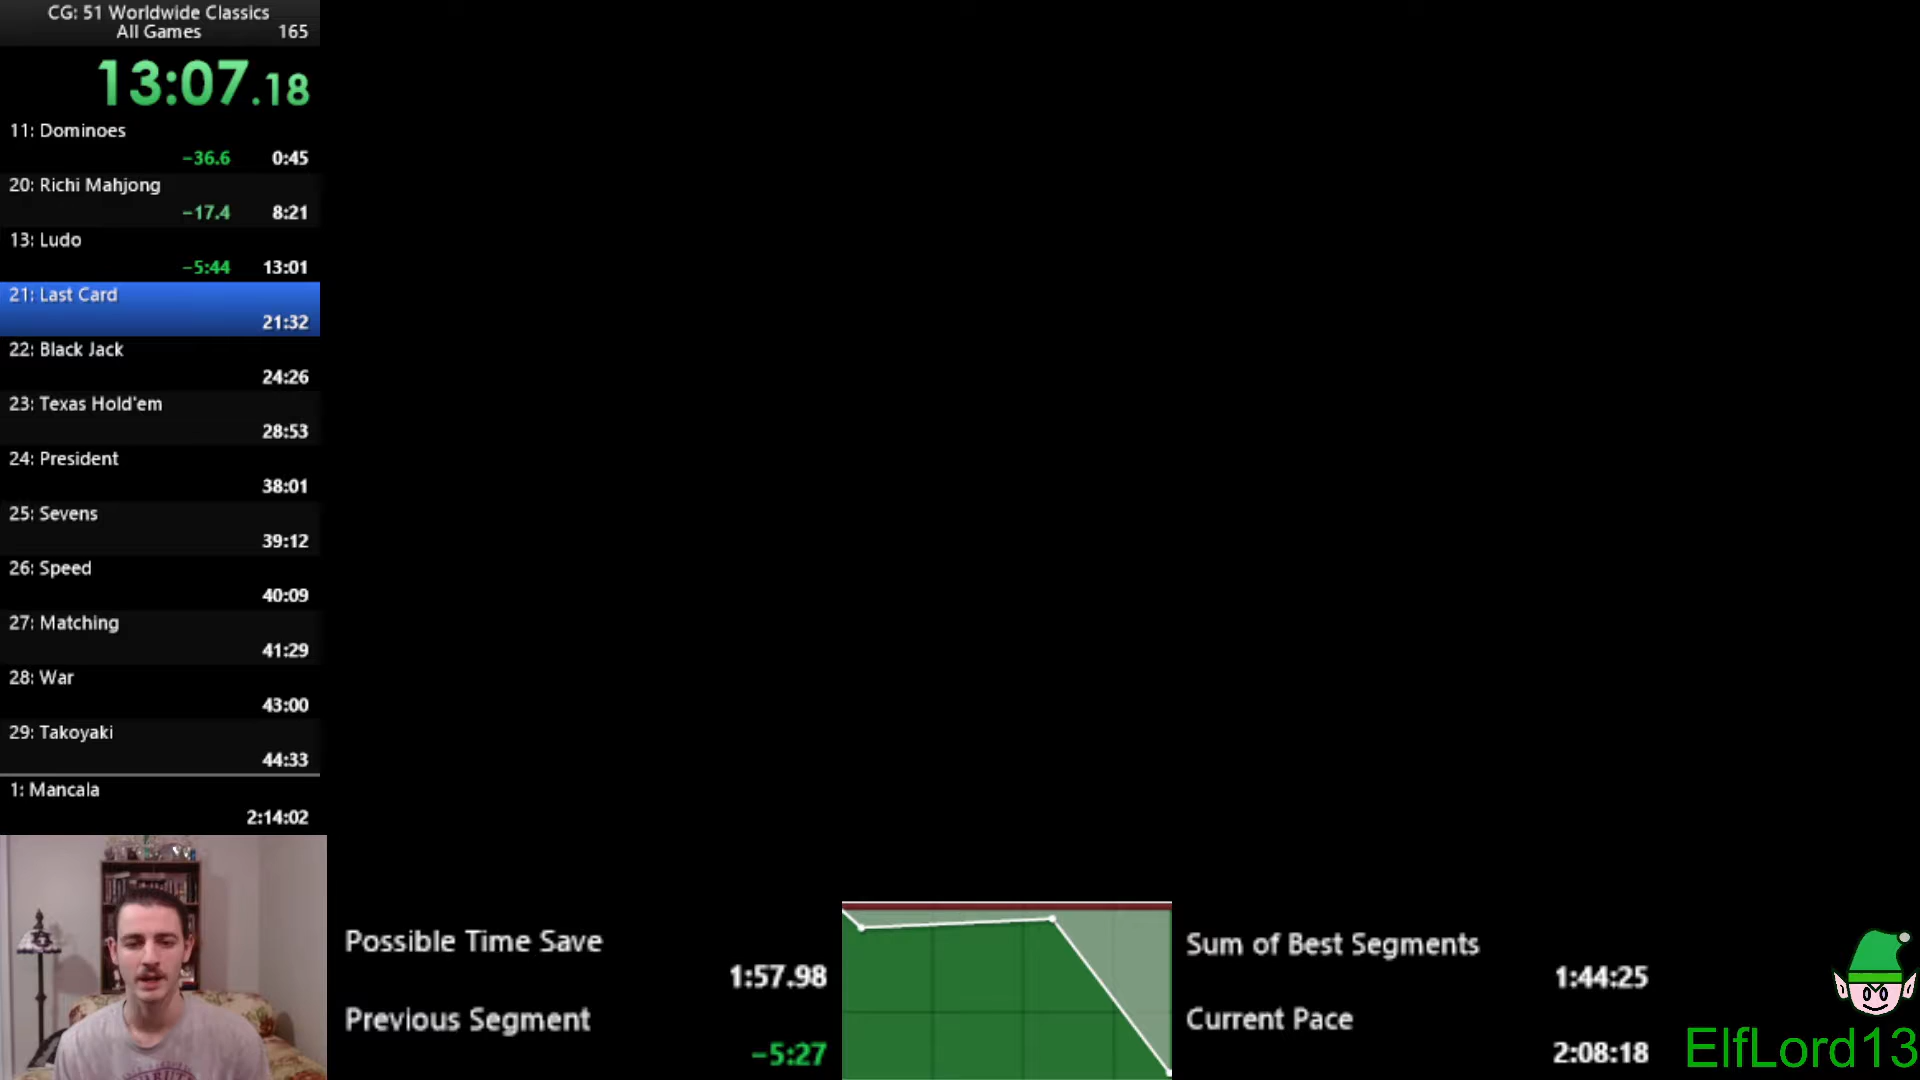 CG: 51 Worldwide Classics
All Games 165
13:07.18
11: Dominoes
-36.6 0:45
20: Richi Mahjong
-17.4 8:21
13: Ludo
-5:44 13:01
21: Last Card
21:32
22: Black Jack
24:26
23: Texas Hold'em
28:53
24: President
38:01
25: Sevens
39:12
26: Speed
40:09
27: Matching
41:29
28: War
43:00
29: Takoyaki
44:33
1: Mancala
2:14:02
Possible Time Save
1:57.98
Previous Segment
-5:27
Sum of Best Segments
1:44:25
Current Pace
2:08:18
ElfLord13